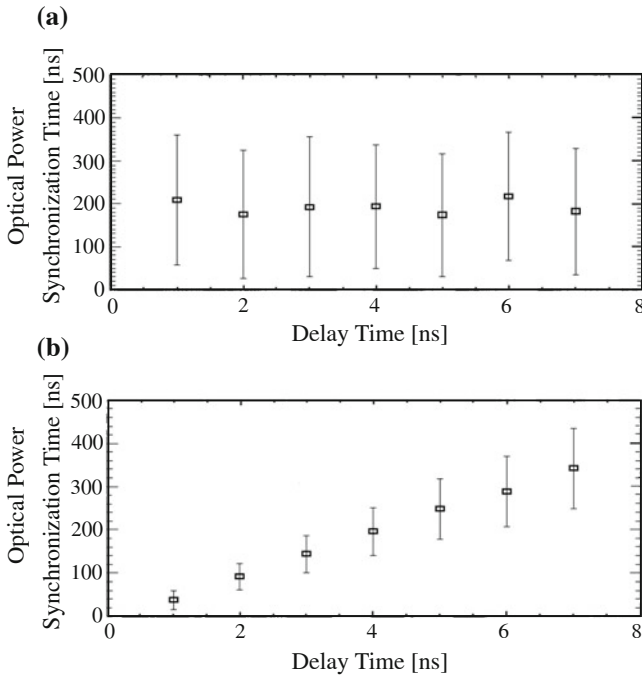 (a)
Optical Power
Synchronization Time [ns]
500
400
300
200
100
0
0 2 4 6 8
Delay Time [ns]
(b)
Optical Power
Synchronization Time [ns]
500
400
300
200
100
0
0 2 4 6 8
Delay Time [ns]